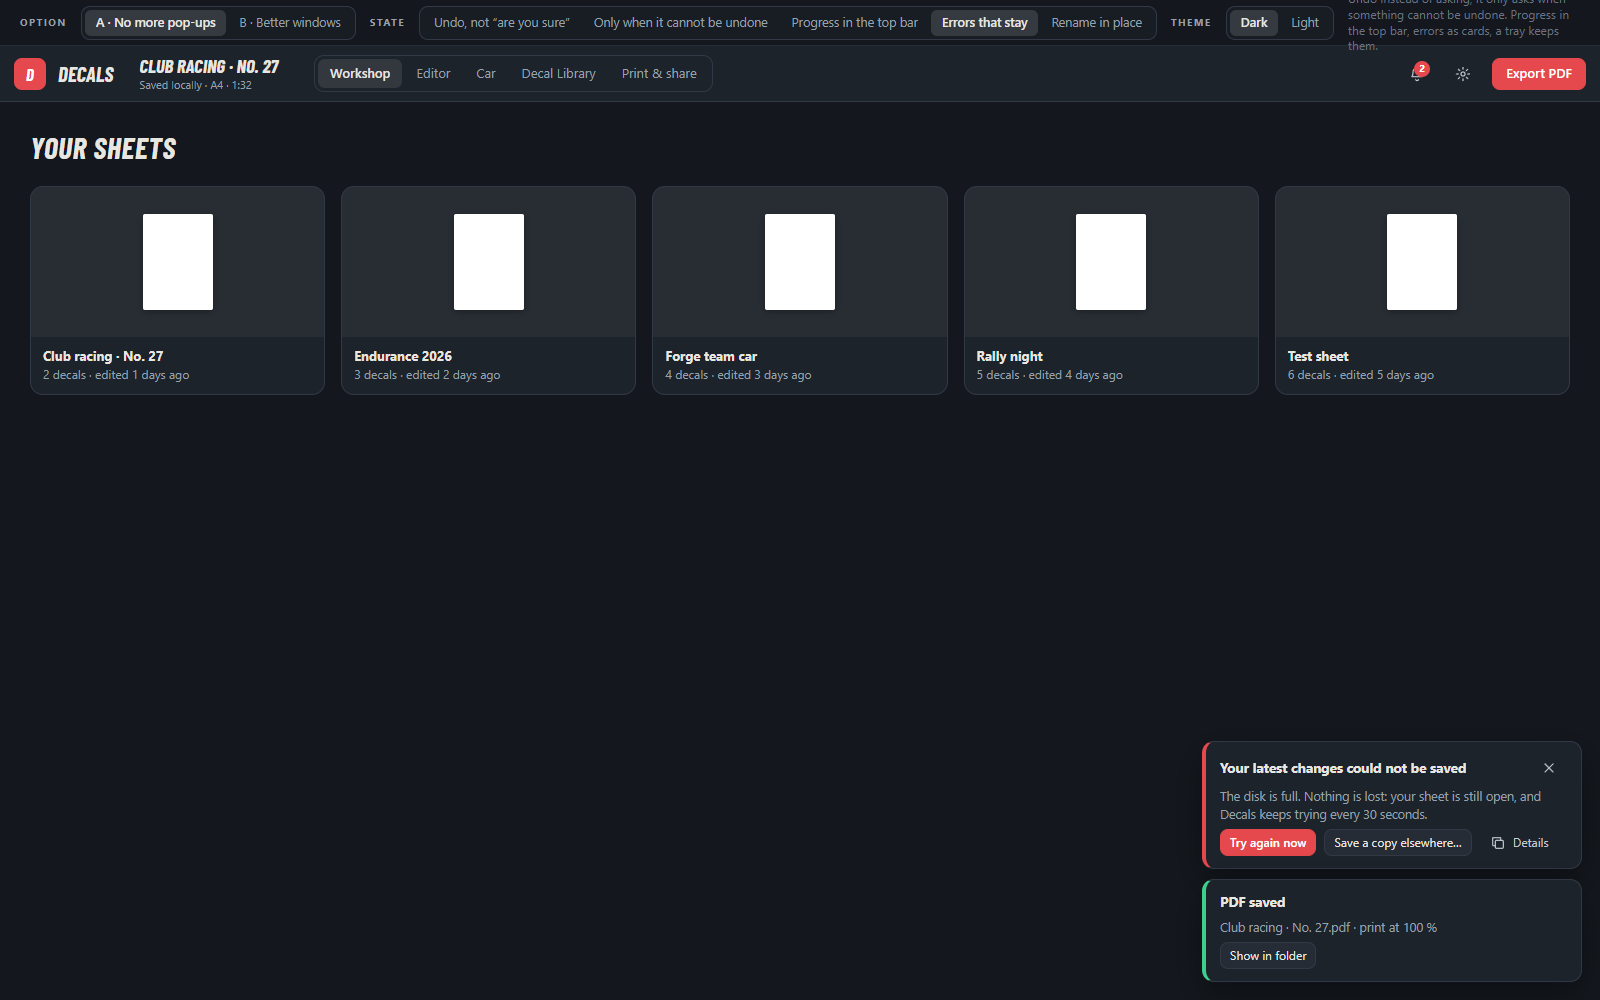 OPTION
A · No more pop-ups
B · Better windows
STATE
Undo, not “are you sure”
Only when it cannot be undone
Progress in the top bar
Errors that stay
Rename in place
THEME
Dark
Light
Undo instead of asking, it only asks when
something cannot be undone. Progress in
the top bar, errors as cards, a tray keeps
them.
D
DECALS
CLUB RACING · NO. 27
Saved locally · A4 · 1:32
Workshop
Editor
Car
Decal Library
Print & share
2
Export PDF
YOUR SHEETS
Club racing · No. 27
2 decals · edited 1 days ago
Endurance 2026
3 decals · edited 2 days ago
Forge team car
4 decals · edited 3 days ago
Rally night
5 decals · edited 4 days ago
Test sheet
6 decals · edited 5 days ago
Your latest changes could not be saved
The disk is full. Nothing is lost: your sheet is still open, and
Decals keeps trying every 30 seconds.
Try again now
Save a copy elsewhere...
Details
PDF saved
Club racing · No. 27.pdf · print at 100 %
Show in folder